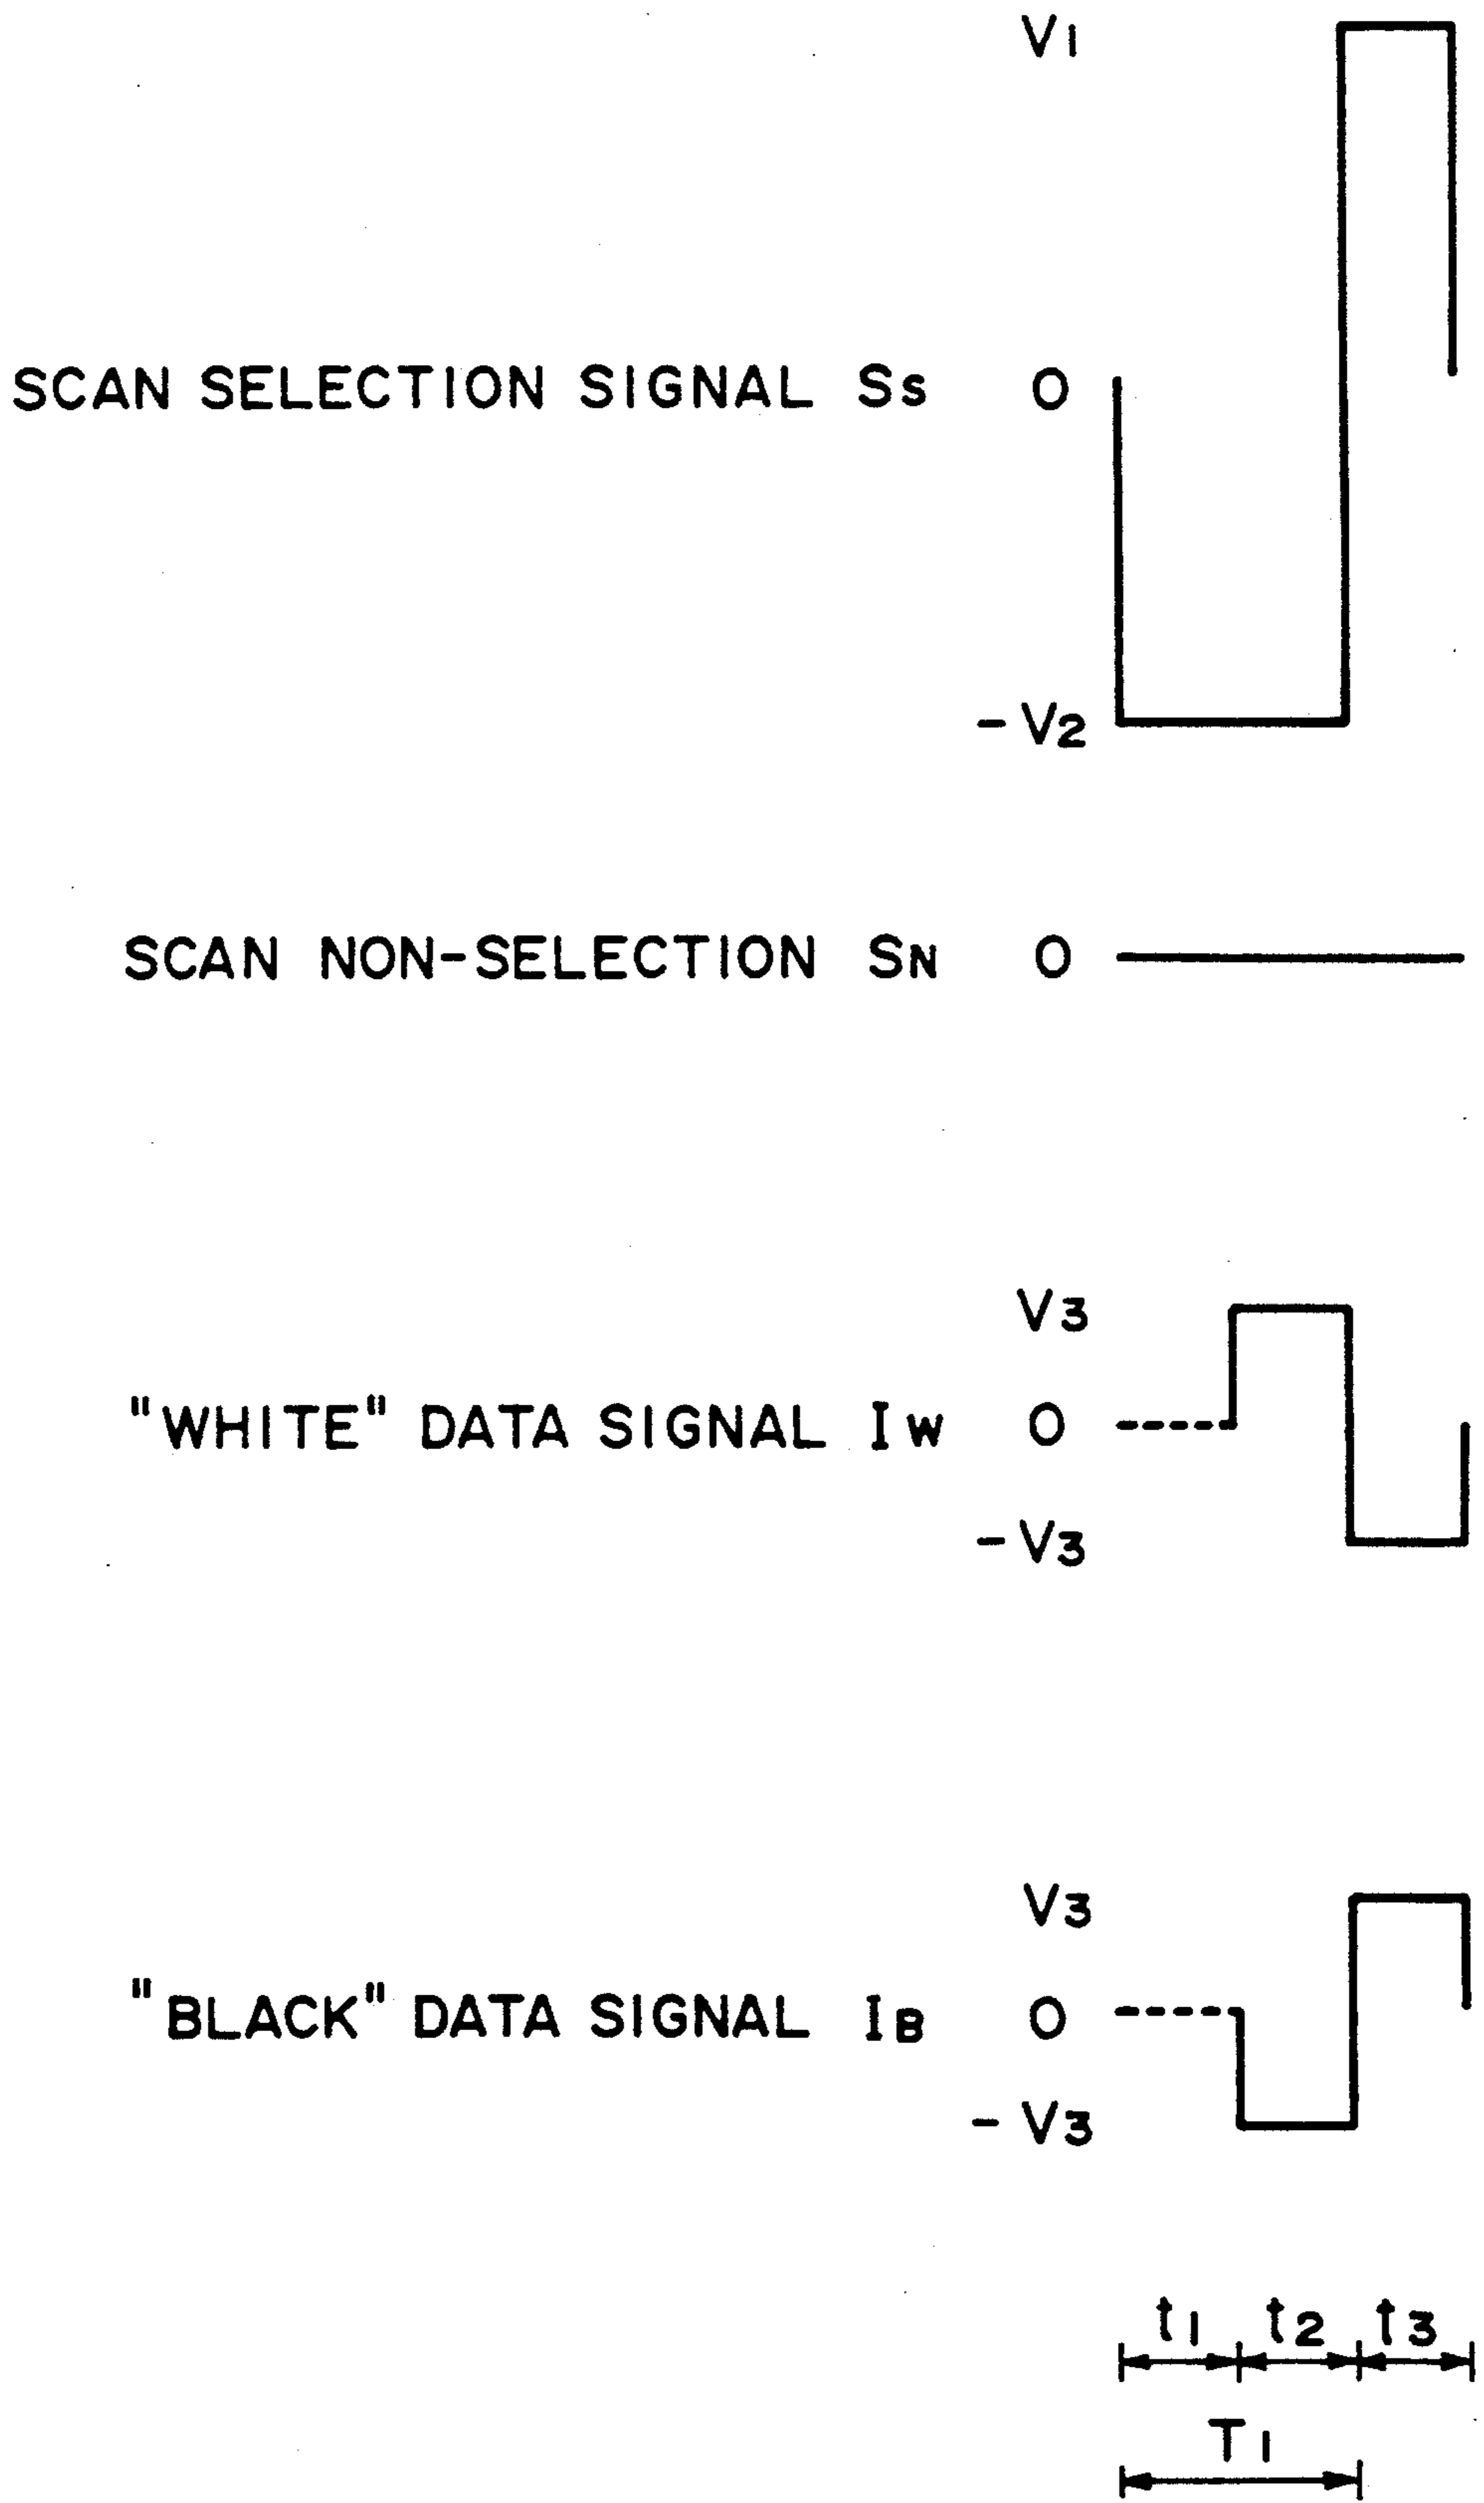 V1
SCAN SELECTION SIGNAL Ss 0
-V2
SCAN NON-SELECTION SN 0
V3
"WHITE" DATA SIGNAL IW 0
-V3
V3
"BLACK" DATA SIGNAL IB 0
-V3
t1 t2 t3
T1